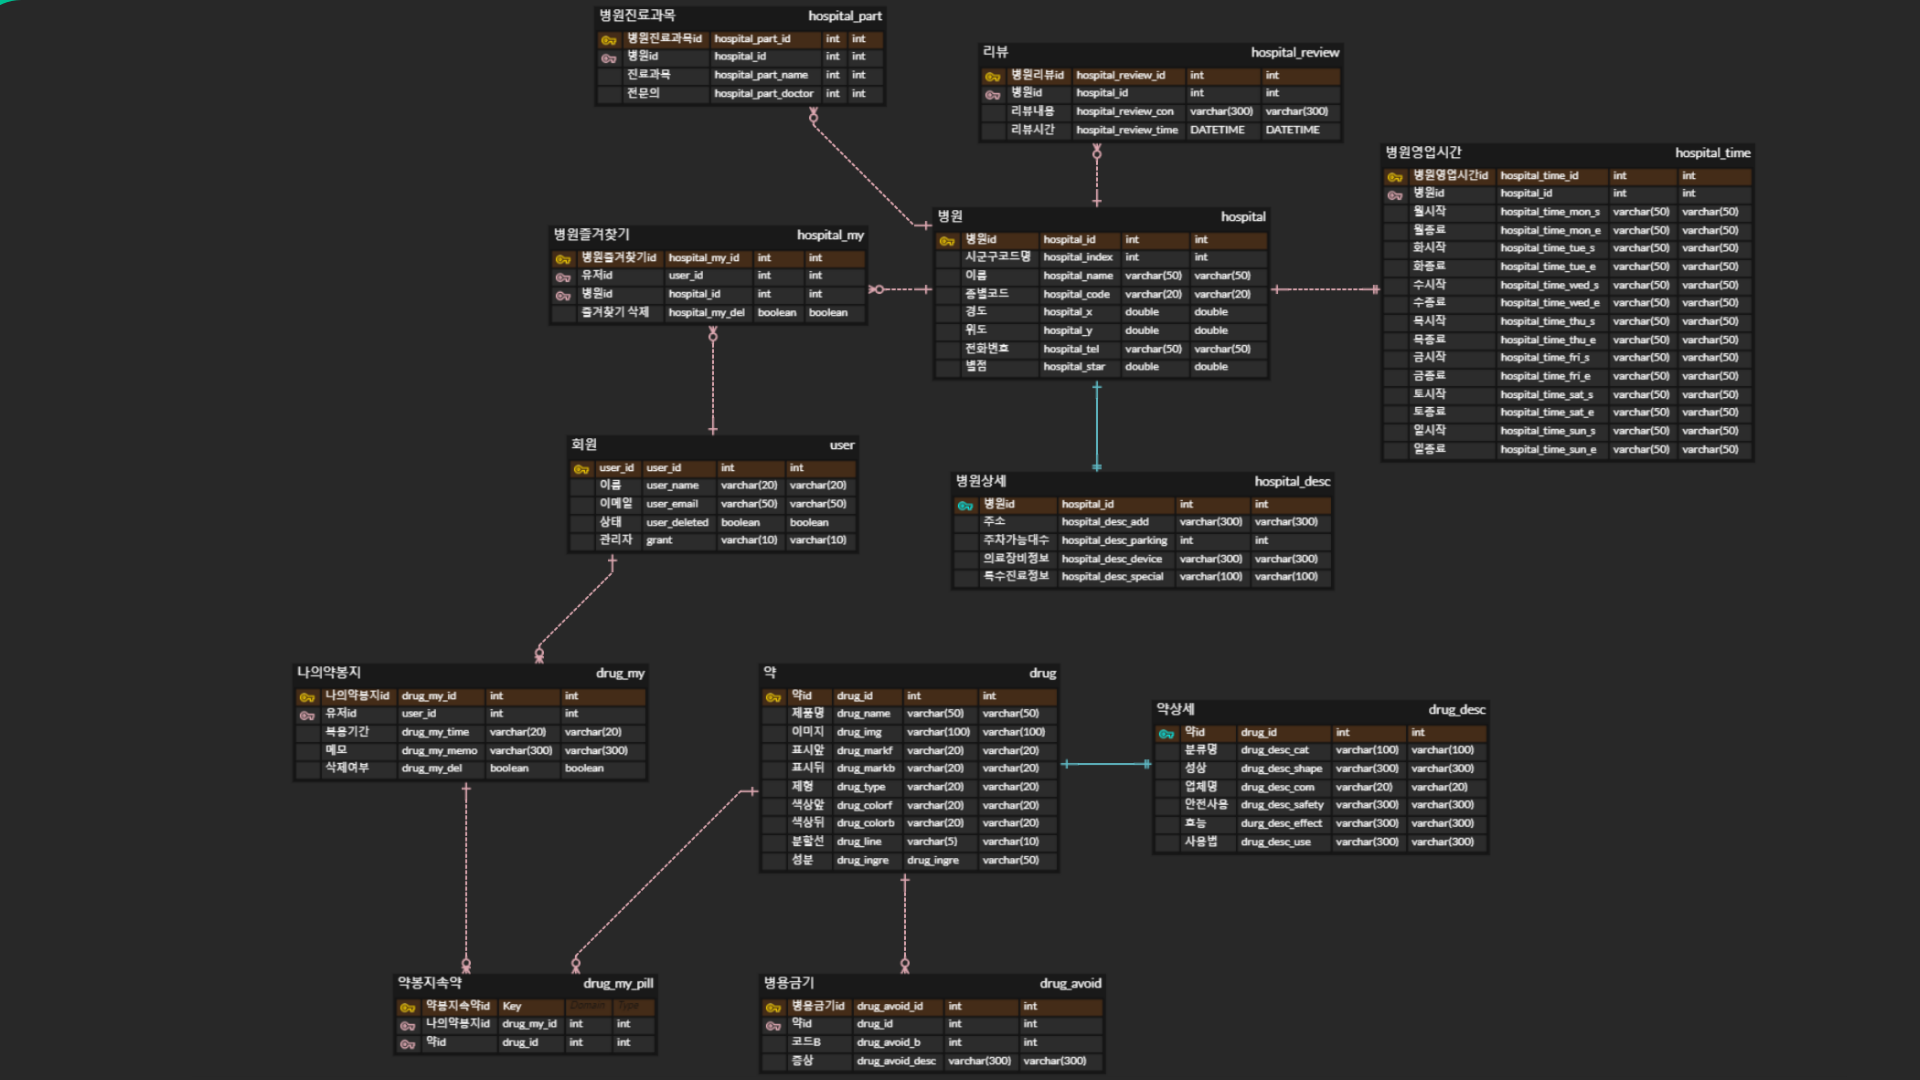 병원진료과목 hospital_part
병원진료과목id hospital_part_id int int
병원id hospital_id int int
진료과목 hospital_part_name int int
전문의 hospital_part_doctor int int
리뷰 hospital_review
병원리뷰id hospital_review_id int int
병원id hospital_id int int
리뷰내용 hospital_review_con varchar(300) varchar(300)
리뷰시간 hospital_review_time DATETIME DATETIME
병원영업시간 hospital_time
병원영업시간id hospital_time_id int int
병원id hospital_id int int
월시작 hospital_time_mon_s varchar(50) varchar(50)
월종료 hospital_time_mon_e varchar(50) varchar(50)
화시작 hospital_time_tue_s varchar(50) varchar(50)
화종료 hospital_time_tue_e varchar(50) varchar(50)
수시작 hospital_time_wed_s varchar(50) varchar(50)
수종료 hospital_time_wed_e varchar(50) varchar(50)
목시작 hospital_time_thu_s varchar(50) varchar(50)
목종료 hospital_time_thu_e varchar(50) varchar(50)
금시작 hospital_time_fri_s varchar(50) varchar(50)
금종료 hospital_time_fri_e varchar(50) varchar(50)
토시작 hospital_time_sat_s varchar(50) varchar(50)
토종료 hospital_time_sat_e varchar(50) varchar(50)
일시작 hospital_time_sun_s varchar(50) varchar(50)
일종료 hospital_time_sun_e varchar(50) varchar(50)
병원 hospital
병원id hospital_id int int
시군구코드명 hospital_index int int
이름 hospital_name varchar(50) varchar(50)
종별코드 hospital_code varchar(20) varchar(20)
경도 hospital_x double double
위도 hospital_y double double
전화번호 hospital_tel varchar(50) varchar(50)
별점 hospital_star double double
병원즐겨찾기 hospital_my
병원즐겨찾기id hospital_my_id int int
유저id user_id int int
병원id hospital_id int int
즐겨찾기 삭제 hospital_my_del boolean boolean
회원 user
user_id user_id int int
이름 user_name varchar(20) varchar(20)
이메일 user_email varchar(50) varchar(50)
상태 user_deleted boolean boolean
관리자 grant varchar(10) varchar(10)
병원상세 hospital_desc
병원id hospital_id int int
주소 hospital_desc_add varchar(300) varchar(300)
주차가능대수 hospital_desc_parking int int
의료장비정보 hospital_desc_device varchar(300) varchar(300)
특수진료정보 hospital_desc_special varchar(100) varchar(100)
나의약봉지 drug_my
나의약봉지id drug_my_id int int
유저id user_id int int
복용기간 drug_my_time varchar(20) varchar(20)
메모 drug_my_memo varchar(300) varchar(300)
삭제여부 drug_my_del boolean boolean
약 drug
약id drug_id int int
제품명 drug_name varchar(50) varchar(50)
이미지 drug_img varchar(100) varchar(100)
표시앞 drug_markf varchar(20) varchar(20)
표시뒤 drug_markb varchar(20) varchar(20)
제형 drug_type varchar(20) varchar(20)
색상앞 drug_colorf varchar(20) varchar(20)
색상뒤 drug_colorb varchar(20) varchar(20)
분할선 drug_line varchar(5) varchar(10)
성분 drug_ingre drug_ingre varchar(50)
약상세 drug_desc
약id drug_id int int
분류명 drug_desc_cat varchar(100) varchar(100)
성상 drug_desc_shape varchar(300) varchar(300)
업체명 drug_desc_com varchar(20) varchar(20)
안전사용 drug_desc_safety varchar(300) varchar(300)
효능 durg_desc_effect varchar(300) varchar(300)
사용법 drug_desc_use varchar(300) varchar(300)
약봉지속약 drug_my_pill
약봉지속약id Key Domain Type
나의약봉지id drug_my_id int int
약id drug_id int int
병용금기 drug_avoid
병용금기id drug_avoid_id int int
약id drug_id int int
코드B drug_avoid_b int int
증상 drug_avoid_desc varchar(300) varchar(300)